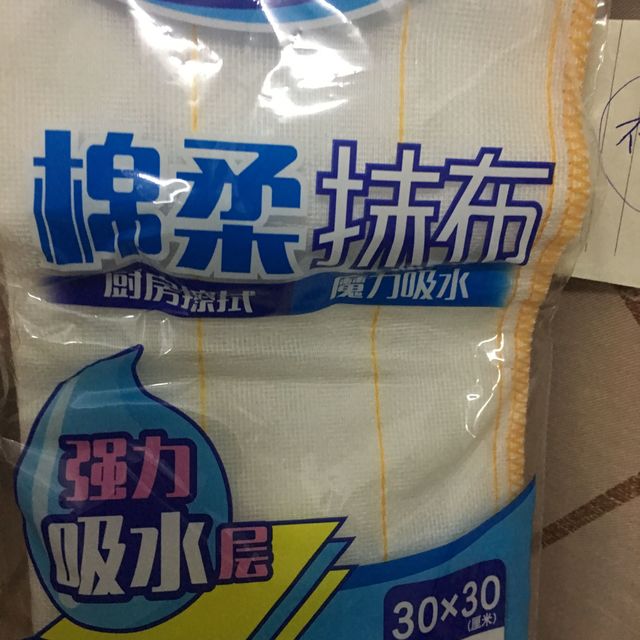 棉柔抹布
厨房擦拭 魔力吸水
强力
吸水层
30×30
(厘米)